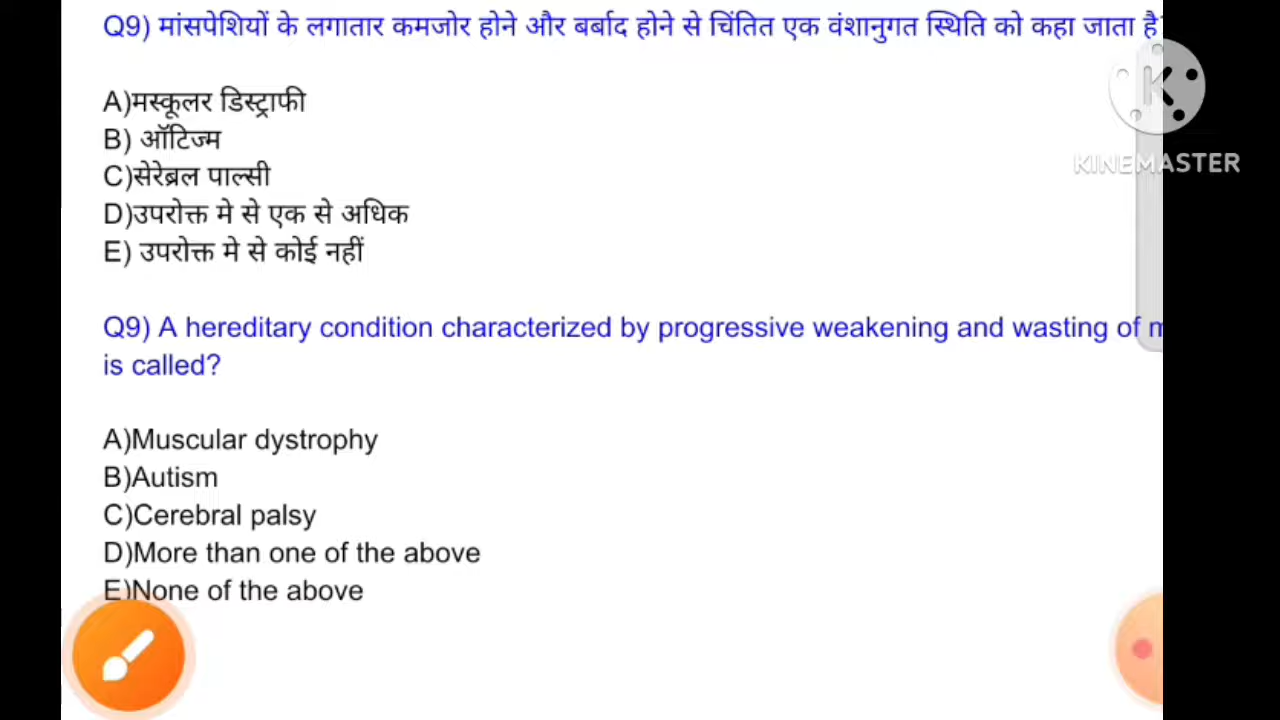 Q9) मांसपेशियों के लगातार कमजोर होने और बर्बाद होने से चिंतित एक वंशानुगत स्थिति को कहा जाता है
KINEMASTER
A)मस्कूलर डिस्ट्राफी
B) ऑटिज्म
C)सेरेब्रल पाल्सी
D)उपरोक्त मे से एक से अधिक
E) उपरोक्त मे से कोई नहीं
Q9) A hereditary condition characterized by progressive weakening and wasting of
is called?
A)Muscular dystrophy
B)Autism
C)Cerebral palsy
D)More than one of the above
E)None of the above